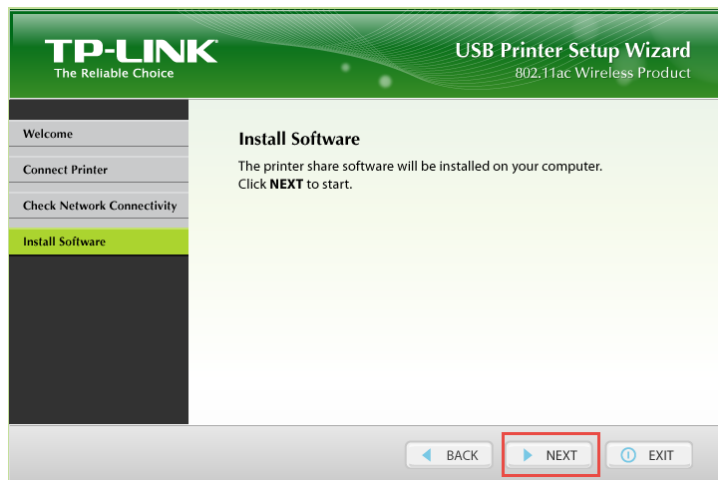 TP-LINK
The Reliable Choice
USB Printer Setup Wizard
802.11ac Wireless Product
Welcome
Connect Printer
Check Network Connectivity
Install Software
Install Software
The printer share software will be installed on your computer.
Click NEXT to start.
BACK
NEXT
EXIT